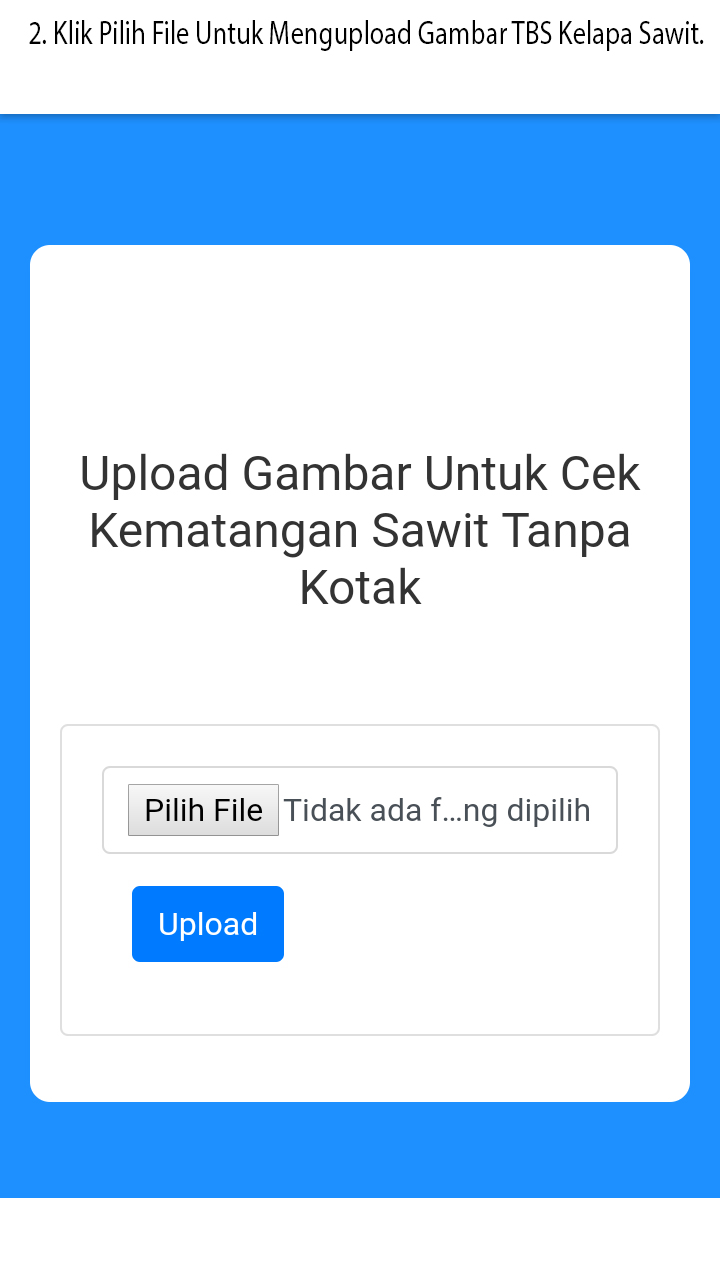 2. Klik Pilih File Untuk Mengupload Gambar TBS Kelapa Sawit.
Upload Gambar Untuk Cek
Kematangan Sawit Tanpa
Kotak
Pilih File Tidak ada f...ng dipilih
Upload